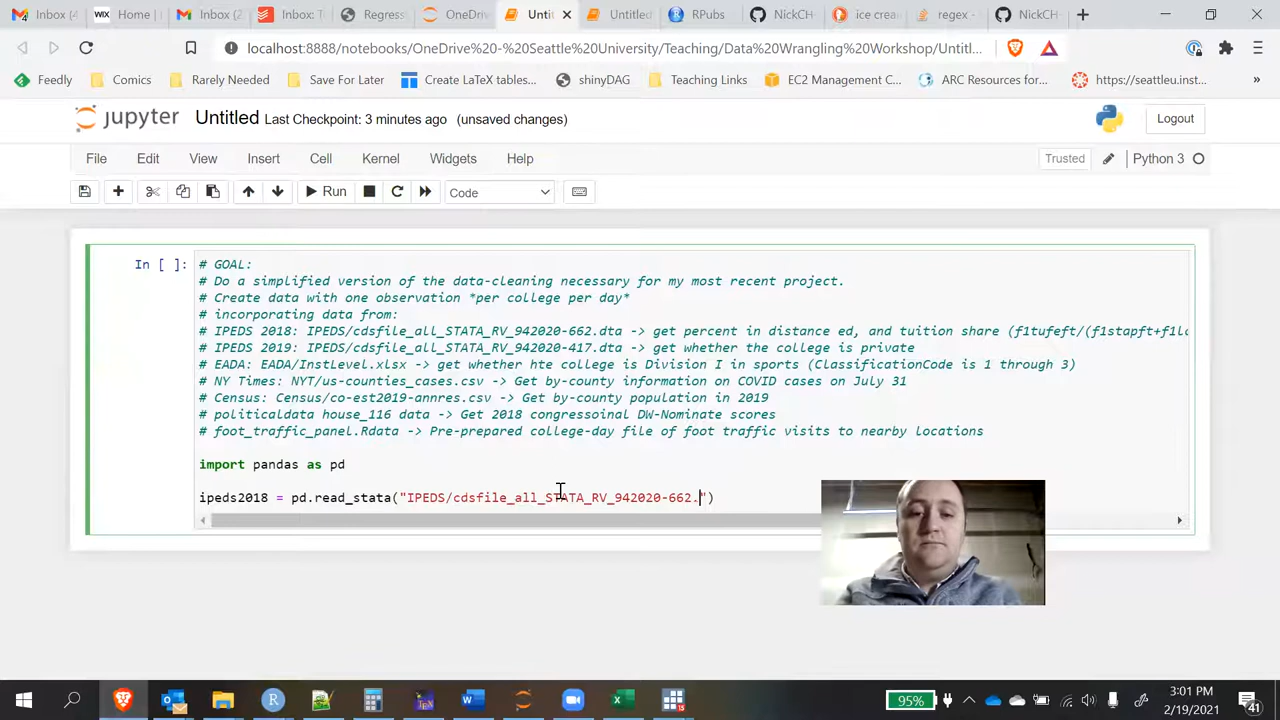 Inbox (4
WIX Home |
Inbox (2
Inbox: T
Regress
OneDriv
Untit
Untitled
RPubs
NickCH-
ice crea
regex -
NickCH-
localhost:8888/notebooks/OneDrive%20-%20Seattle%20University/Teaching/Data%20Wrangling%20Workshop/Untitl...
Feedly
Comics
Rarely Needed
Save For Later
Create LaTeX tables...
shinyDAG
Teaching Links
EC2 Management C...
ARC Resources for...
https://seattleu.inst...
jupyter Untitled Last Checkpoint: 3 minutes ago (unsaved changes)
Logout
File Edit View Insert Cell Kernel Widgets Help
Trusted
Python 3
Run
Code
In [ ]:
# GOAL:
# Do a simplified version of the data-cleaning necessary for my most recent project.
# Create data with one observation *per college per day*
# incorporating data from:
# IPEDS 2018: IPEDS/cdsfile_all_STATA_RV_942020-662.dta -> get percent in distance ed, and tuition share (f1tufeft/(f1stapft+f1lo
# IPEDS 2019: IPEDS/cdsfile_all_STATA_RV_942020-417.dta -> get whether the college is private
# EADA: EADA/InstLevel.xlsx -> get whether hte college is Division I in sports (ClassificationCode is 1 through 3)
# NY Times: NYT/us-counties_cases.csv -> Get by-county information on COVID cases on July 31
# Census: Census/co-est2019-annres.csv -> Get by-county population in 2019
# politicaldata house_116 data -> Get 2018 congressoinal DW-Nominate scores
# foot_traffic_panel.Rdata -> Pre-prepared college-day file of foot traffic visits to nearby locations
import pandas as pd
ipeds2018 = pd.read_stata("IPEDS/cdsfile_all_STATA_RV_942020-662.")
95%
3:01 PM
2/19/2021
41